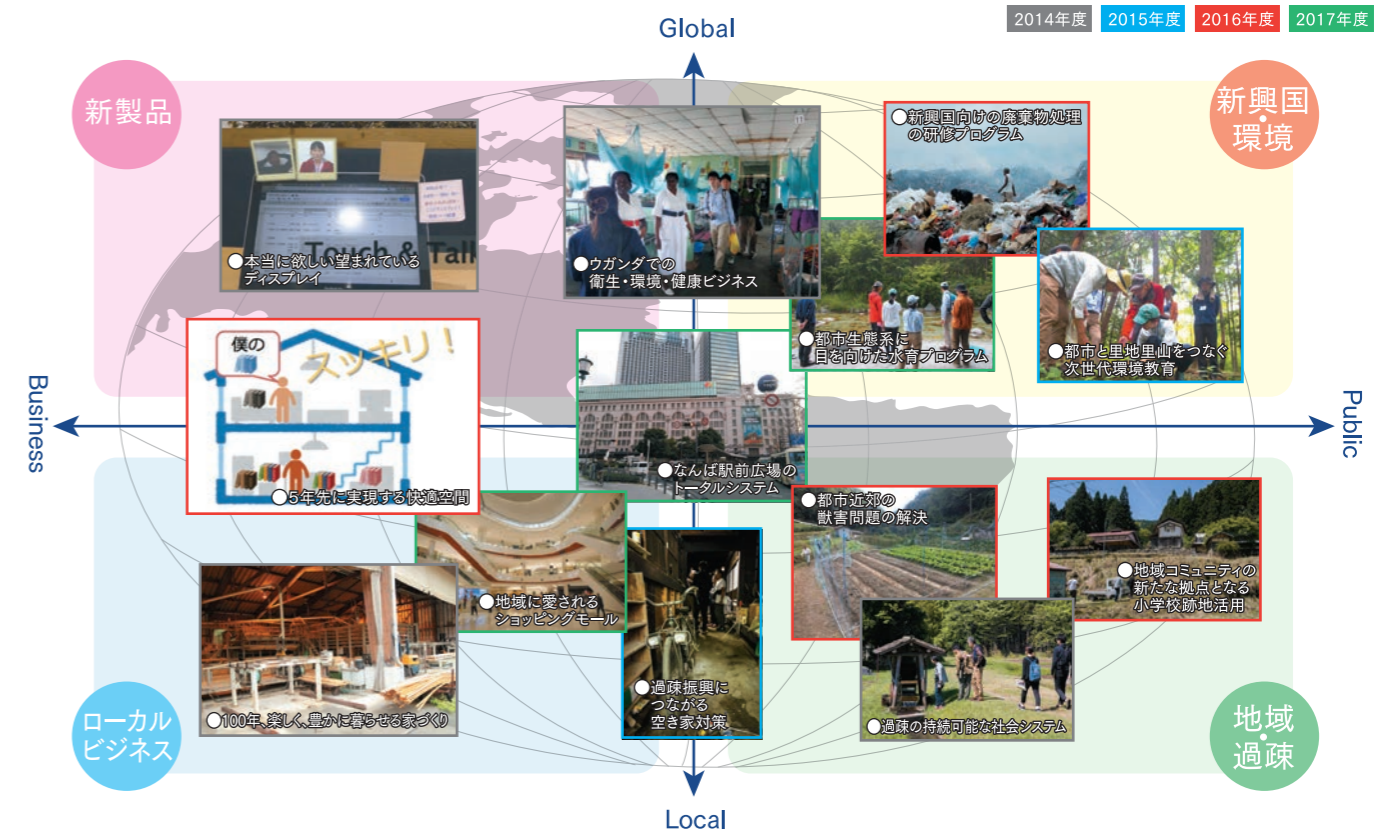 2014年度 2015年度 2016年度 2017年度
Global
新製品
新興国
・
環境
Touch & Tall
●本当に欲しい望まれている
ディスプレイ
●ウガンダでの
衛生・環境・健康ビジネス
●新興国向けの廃棄物処理
の研修プログラム
●都市生態系に
目を向けた水育プログラム
●都市と里地里山をつなぐ
次世代環境教育
僕の
スッキリ!
●5年先に実現する快適空間
Business
Public
●なんば駅前広場の
トータルシステム
●都市近郊の
獣害問題の解決
●地域コミュニティの
新たな拠点となる
小学校跡地活用
●地域に愛される
ショッピングモール
●100年、楽しく、豊かに暮らせる家づくり
●過疎振興に
つながる
空き家対策
●過疎の持続可能な社会システム
ローカル
ビジネス
地域
・
過疎
Local